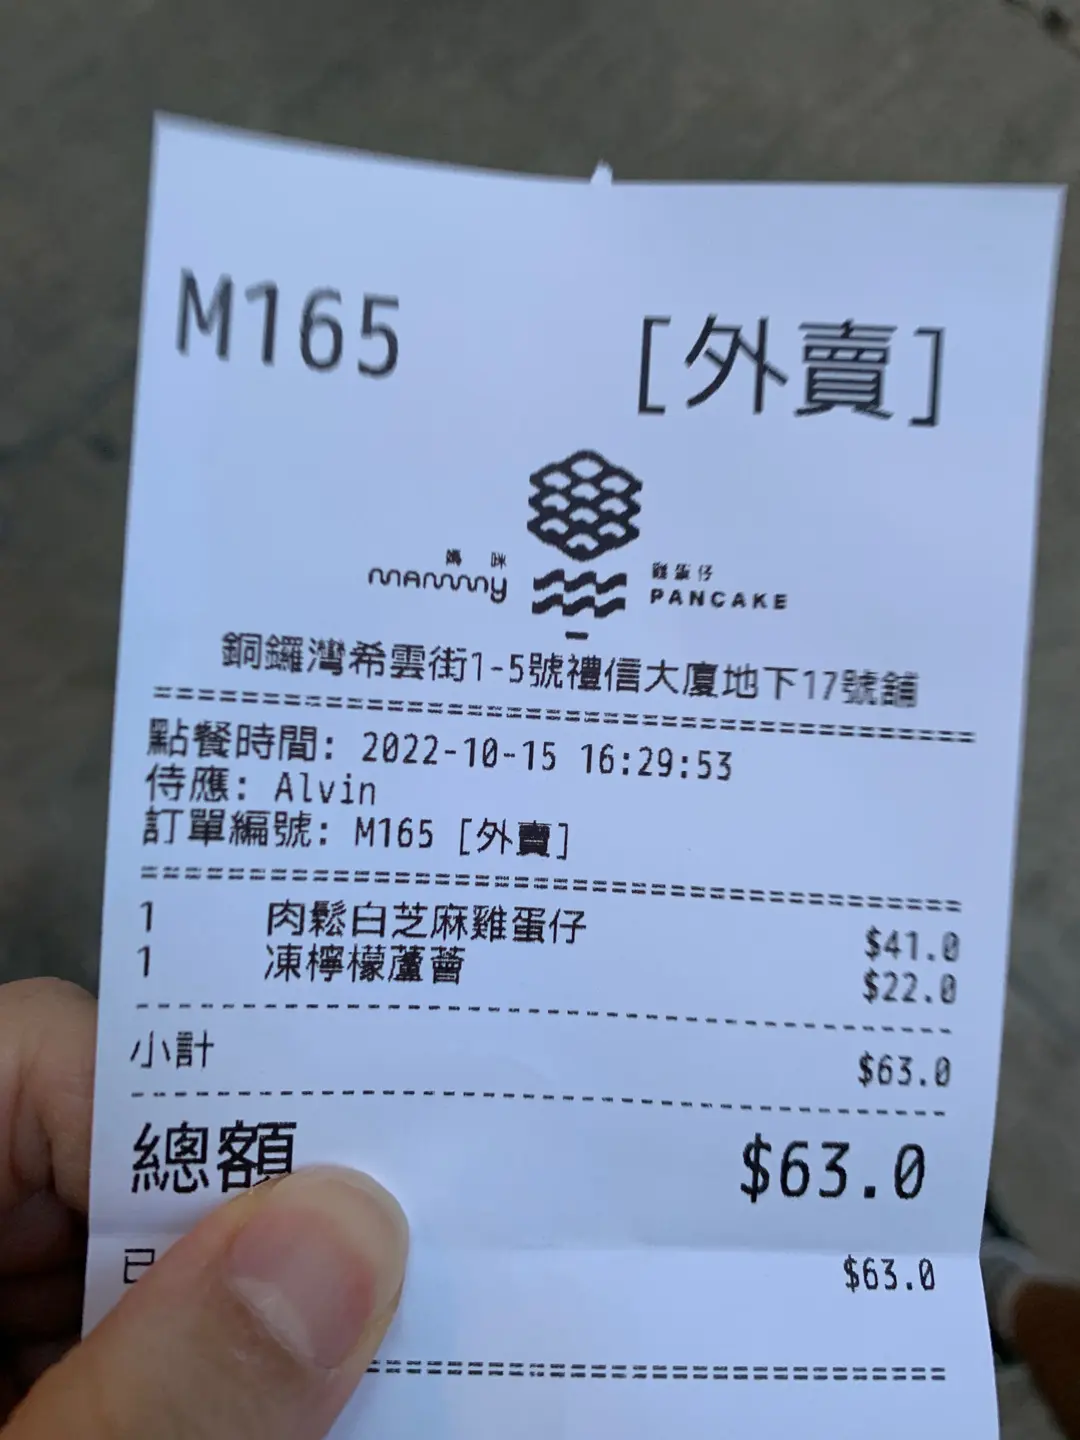 M165 [外賣]
媽咪 雞蛋仔
mammy PANCAKE
銅鑼灣希雲街1-5號禮信大廈地下17號舖
點餐時間: 2022-10-15 16:29:53
侍應: Alvin
訂單編號: M165 [外賣]
1 肉鬆白芝麻雞蛋仔 $41.0
1 凍檸檬蘆薈 $22.0
小計 $63.0
總額 $63.0
已 $63.0